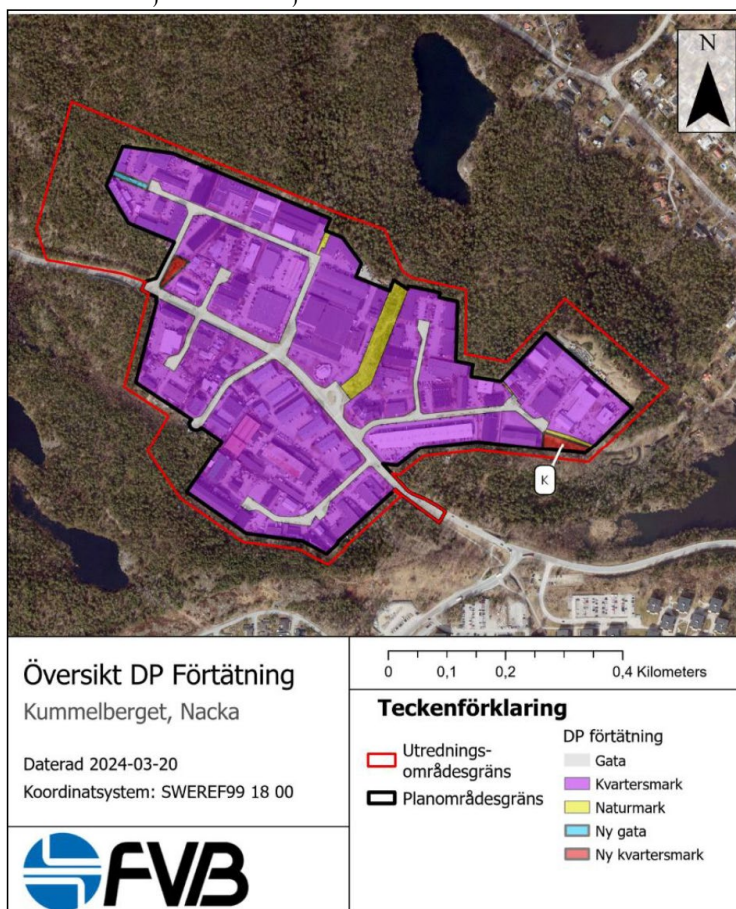 N
K
Översikt DP Förtätning
Kummelberget, Nacka
Daterad 2024-03-20
Koordinatsystem: SWEREF99 18 00
FVB
0 0,1 0,2 0,4 Kilometers
Teckenförklaring
Utrednings-
områdesgräns
Planområdesgräns
DP förtätning
Gata
Kvartersmark
Naturmark
Ny gata
Ny kvartersmark